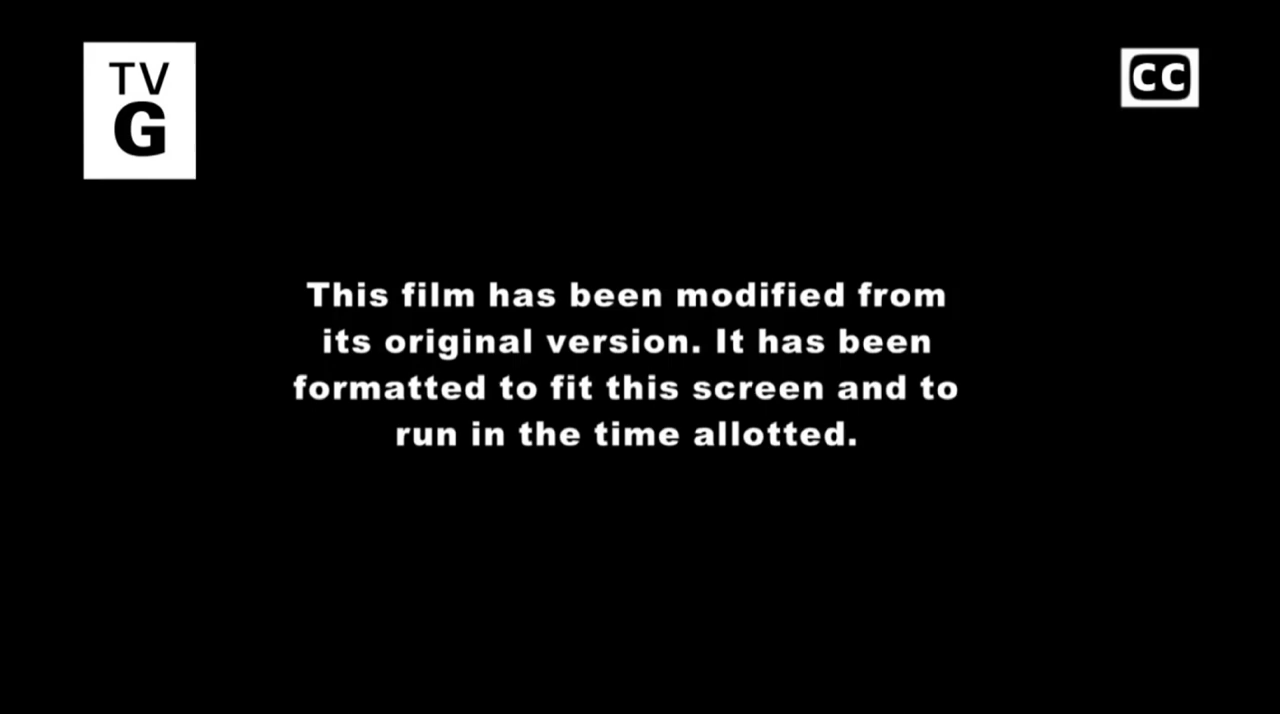 TV
G
CC
This film has been modified from
its original version. It has been
formatted to fit this screen and to
run in the time allotted.